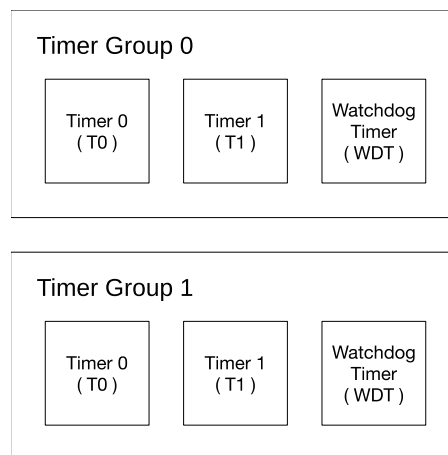 Timer Group 0
Timer 0
( T0 )
Timer 1
( T1 )
Watchdog
Timer
( WDT )
Timer Group 1
Timer 0
( T0 )
Timer 1
( T1 )
Watchdog
Timer
( WDT )